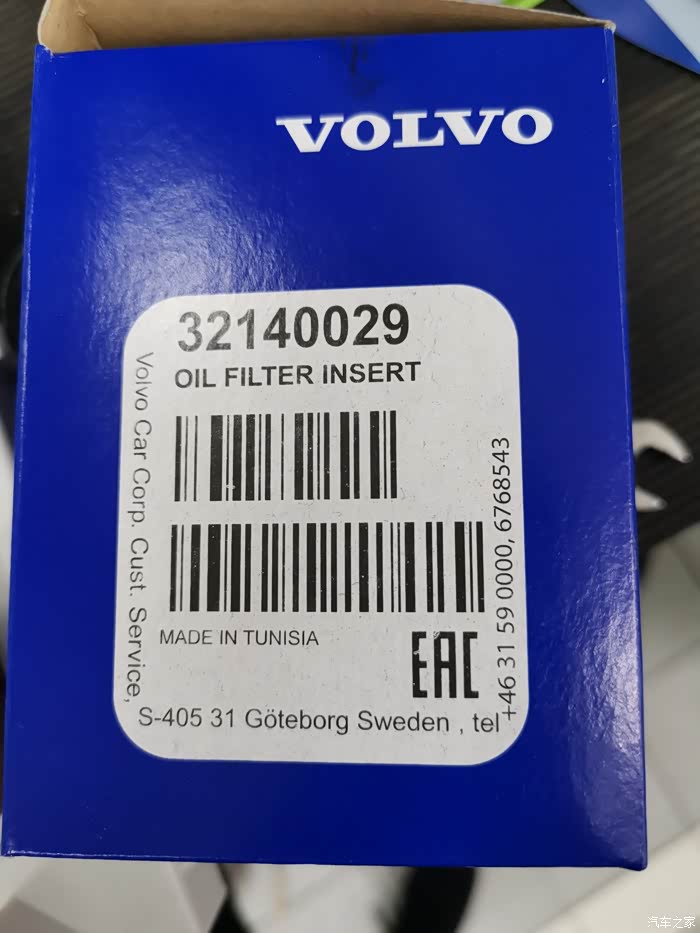 VOLVO
32140029
OIL FILTER INSERT
MADE IN TUNISIA
EAC
Volvo Car Corp. Cust. Service,
S-405 31 Göteborg Sweden , tel
+46 31 59 0000, 6768543
汽车之家